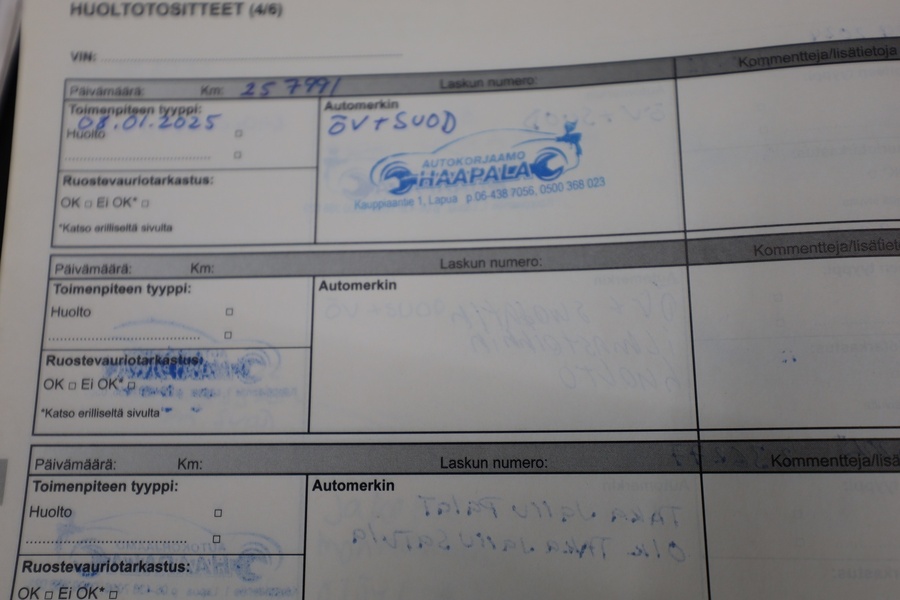 HUOLTOTOSITTEET (4/6)
VIN:
Päivämäärä: Km: 257991 Laskun numero: Kommentteja/lisätietoja
Toimenpiteen tyyppi: Automerkin
08.01.2025 ÖV+SUOD
Huolto
AUTOKORJAAMO
HAAPALA
Kauppiaantie 1, Lapua p.06-438 7056, 0500 368 023
Ruostevauriotarkastus:
OK Ei OK*
*Katso erilliseltä sivulta
Päivämäärä: Km: Laskun numero: Kommentteja/lisätieto
Toimenpiteen tyyppi: Automerkin
Huolto
Ruostevauriotarkastus:
OK Ei OK*
*Katso erilliseltä sivulta
Päivämäärä: Km: Laskun numero: Kommentteja/lisä
Toimenpiteen tyyppi: Automerkin
Huolto
Ruostevauriotarkastus:
OK Ei OK*